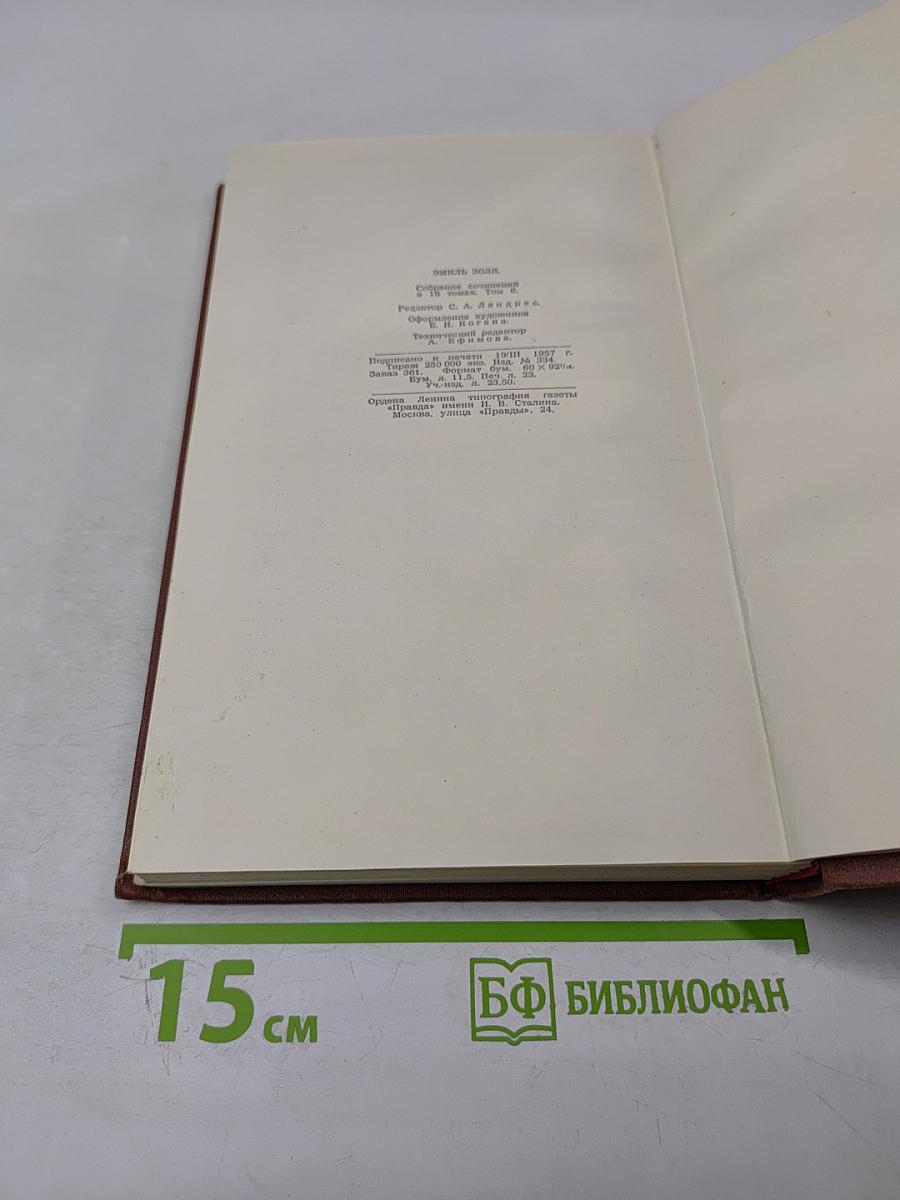 ЭМИЛЬ ЗОЛЯ.
Собрание сочинений
в 18 томах. Том 6.
Редактор С. А. Ляндрес.
Оформление художника
Е. И. Когана.
Технический редактор
А. Ефимова.
Подписано к печати 19/III 1957 г.
Тираж 250 000 экз. Изд. № 334.
Заказ 361. Формат бум. 60 × 92¹/₁₆.
Бум. л. 11,5. Печ. л. 23.
Уч.-изд. л. 23,50.
Ордена Ленина типография газеты
«Правда» имени И. В. Сталина.
Москва, улица «Правды», 24.
15 см
БФ БИБЛИОФАН